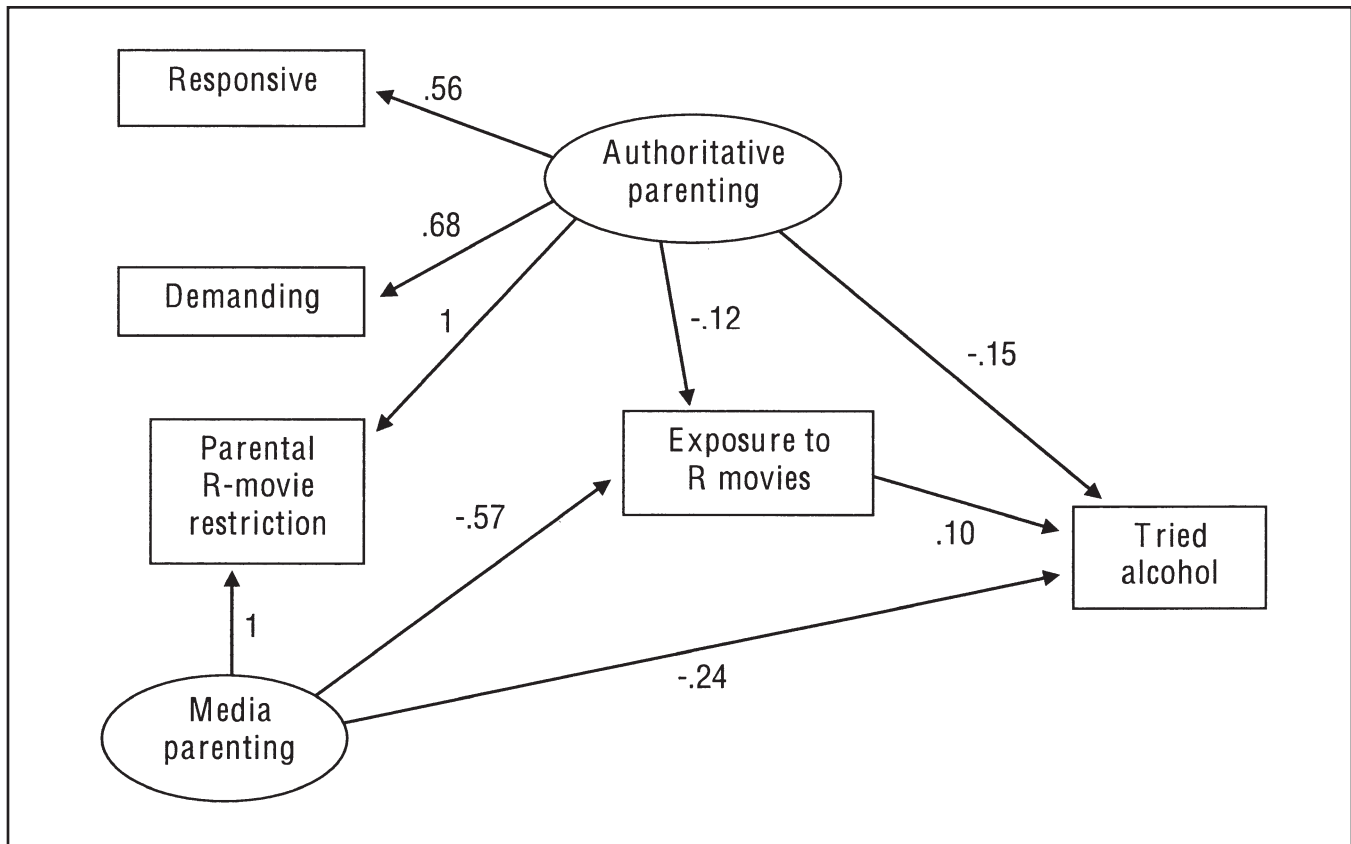 Responsive
.56
Authoritative
parenting
.68
Demanding
1
-.12
-.15
Parental
R-movie
restriction
Exposure to
R movies
-.57
.10
Tried
alcohol
1
-.24
Media
parenting